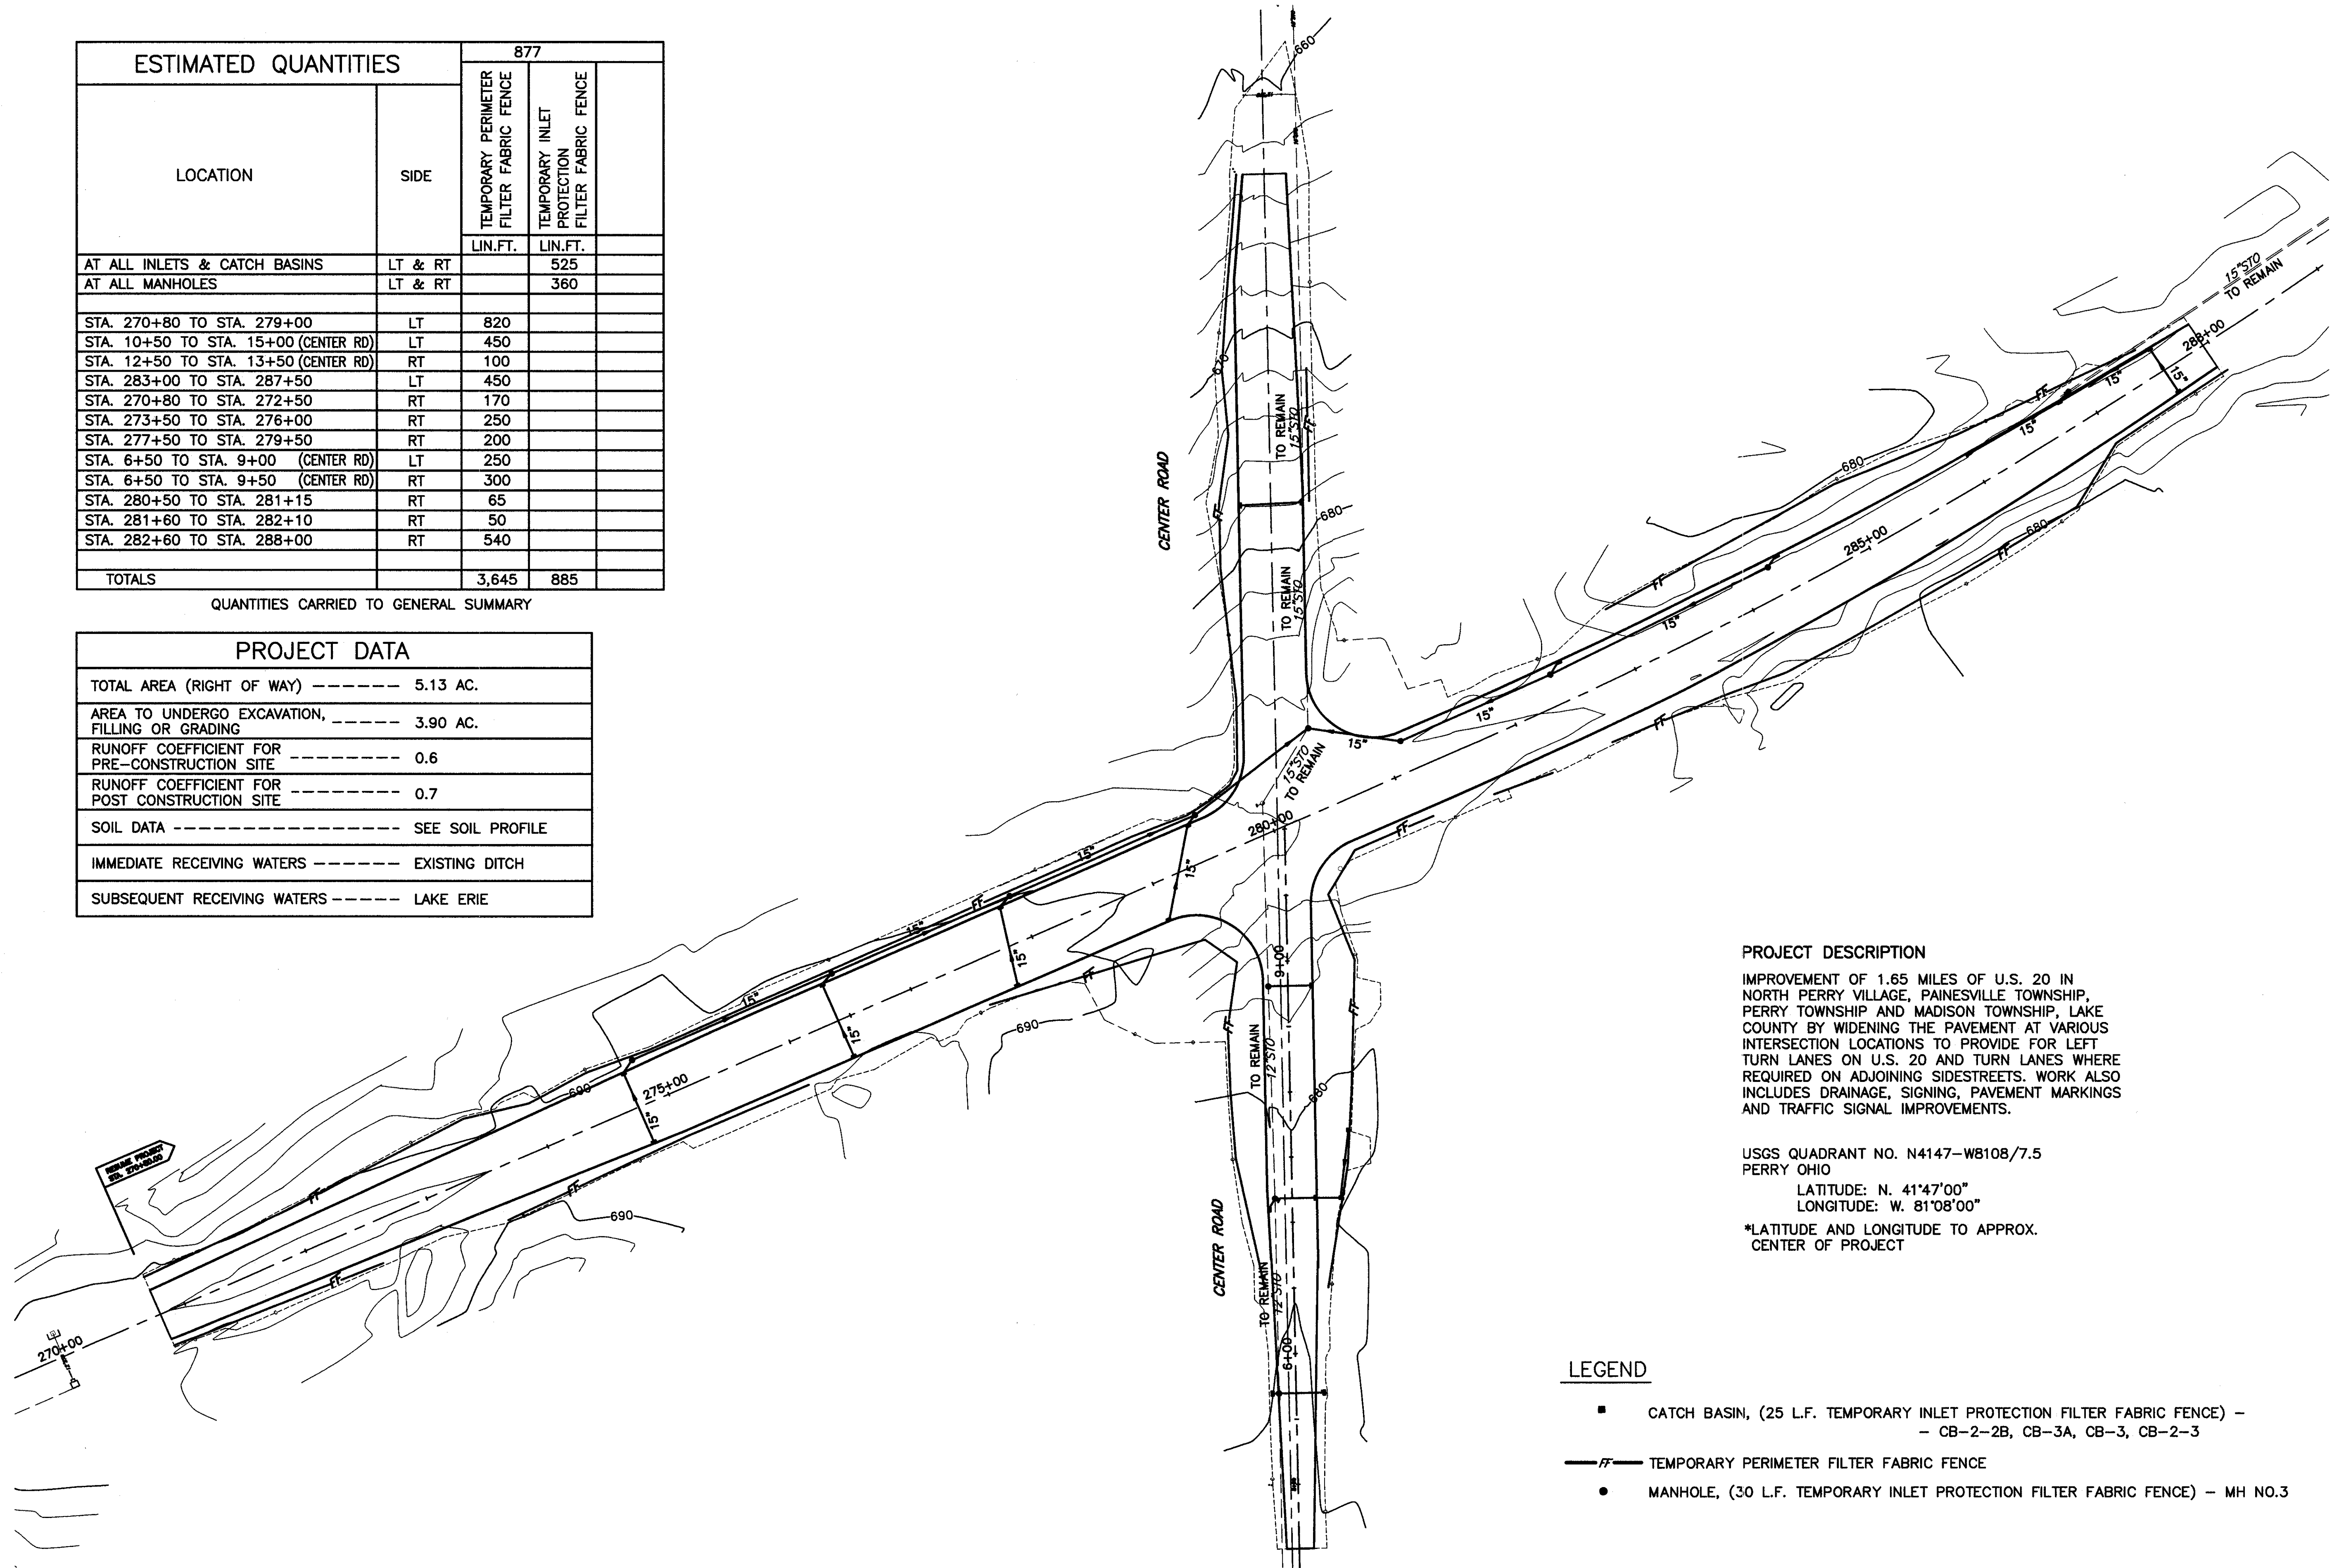 ESTIMATED QUANTITIES
877
LOCATION
SIDE
TEMPORARY PERIMETER
FILTER FABRIC FENCE
TEMPORARY INLET
PROTECTION
FILTER FABRIC FENCE
LIN.FT. LIN.FT.
AT ALL INLETS & CATCH BASINS LT & RT 525
AT ALL MANHOLES LT & RT 360
STA. 270+80 TO STA. 279+00 LT 820
STA. 10+50 TO STA. 15+00 (CENTER RD) LT 450
STA. 12+50 TO STA. 13+50 (CENTER RD) RT 100
STA. 283+00 TO STA. 287+50 LT 450
STA. 270+80 TO STA. 272+50 RT 170
STA. 273+50 TO STA. 276+00 RT 250
STA. 277+50 TO STA. 279+50 RT 200
STA. 6+50 TO STA. 9+00 (CENTER RD) LT 250
STA. 6+50 TO STA. 9+50 (CENTER RD) RT 300
STA. 280+50 TO STA. 281+15 RT 65
STA. 281+60 TO STA. 282+10 RT 50
STA. 282+60 TO STA. 288+00 RT 540
TOTALS 3,645 885
QUANTITIES CARRIED TO GENERAL SUMMARY
PROJECT DATA
TOTAL AREA (RIGHT OF WAY) ------ 5.13 AC.
AREA TO UNDERGO EXCAVATION,
FILLING OR GRADING ----- 3.90 AC.
RUNOFF COEFFICIENT FOR
PRE-CONSTRUCTION SITE -------- 0.6
RUNOFF COEFFICIENT FOR
POST CONSTRUCTION SITE -------- 0.7
SOIL DATA ----------------- SEE SOIL PROFILE
IMMEDIATE RECEIVING WATERS ------ EXISTING DITCH
SUBSEQUENT RECEIVING WATERS ----- LAKE ERIE
660
670
FF
TO REMAIN
15"STO
FF
CENTER ROAD
FF
680
TO REMAIN
15"STO
15"STO
TO REMAIN
288+00
15"
15"
FF
15"
680
285+00
680
FF
FF
15"
15"
FF
15"
15"STO
TO REMAIN
280+00
FF
15"
15"
FF
15"
15"
FF
9+00
FF
FF
690
15"
15"
TO REMAIN
12"STO
680
275+00
690
15"
RESUME PROJECT
STA. 270+80.00
FF
FF
690
FF
270+00
CENTER ROAD
TO REMAIN
12"STO
6+00
PROJECT DESCRIPTION
IMPROVEMENT OF 1.65 MILES OF U.S. 20 IN
NORTH PERRY VILLAGE, PAINESVILLE TOWNSHIP,
PERRY TOWNSHIP AND MADISON TOWNSHIP, LAKE
COUNTY BY WIDENING THE PAVEMENT AT VARIOUS
INTERSECTION LOCATIONS TO PROVIDE FOR LEFT
TURN LANES ON U.S. 20 AND TURN LANES WHERE
REQUIRED ON ADJOINING SIDESTREETS. WORK ALSO
INCLUDES DRAINAGE, SIGNING, PAVEMENT MARKINGS
AND TRAFFIC SIGNAL IMPROVEMENTS.
USGS QUADRANT NO. N4147-W8108/7.5
PERRY OHIO
LATITUDE: N. 41°47'00"
LONGITUDE: W. 81°08'00"
*LATITUDE AND LONGITUDE TO APPROX.
CENTER OF PROJECT
LEGEND
CATCH BASIN, (25 L.F. TEMPORARY INLET PROTECTION FILTER FABRIC FENCE) -
- CB-2-2B, CB-3A, CB-3, CB-2-3
FF TEMPORARY PERIMETER FILTER FABRIC FENCE
MANHOLE, (30 L.F. TEMPORARY INLET PROTECTION FILTER FABRIC FENCE) - MH NO.3